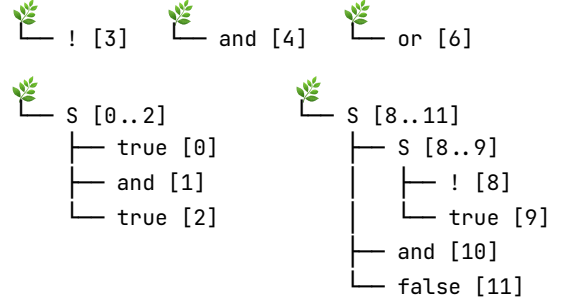 ! [3] and [4] or [6]
S [0..2]
true [0]
and [1]
true [2]
S [8..11]
S [8..9]
! [8]
true [9]
and [10]
false [11]